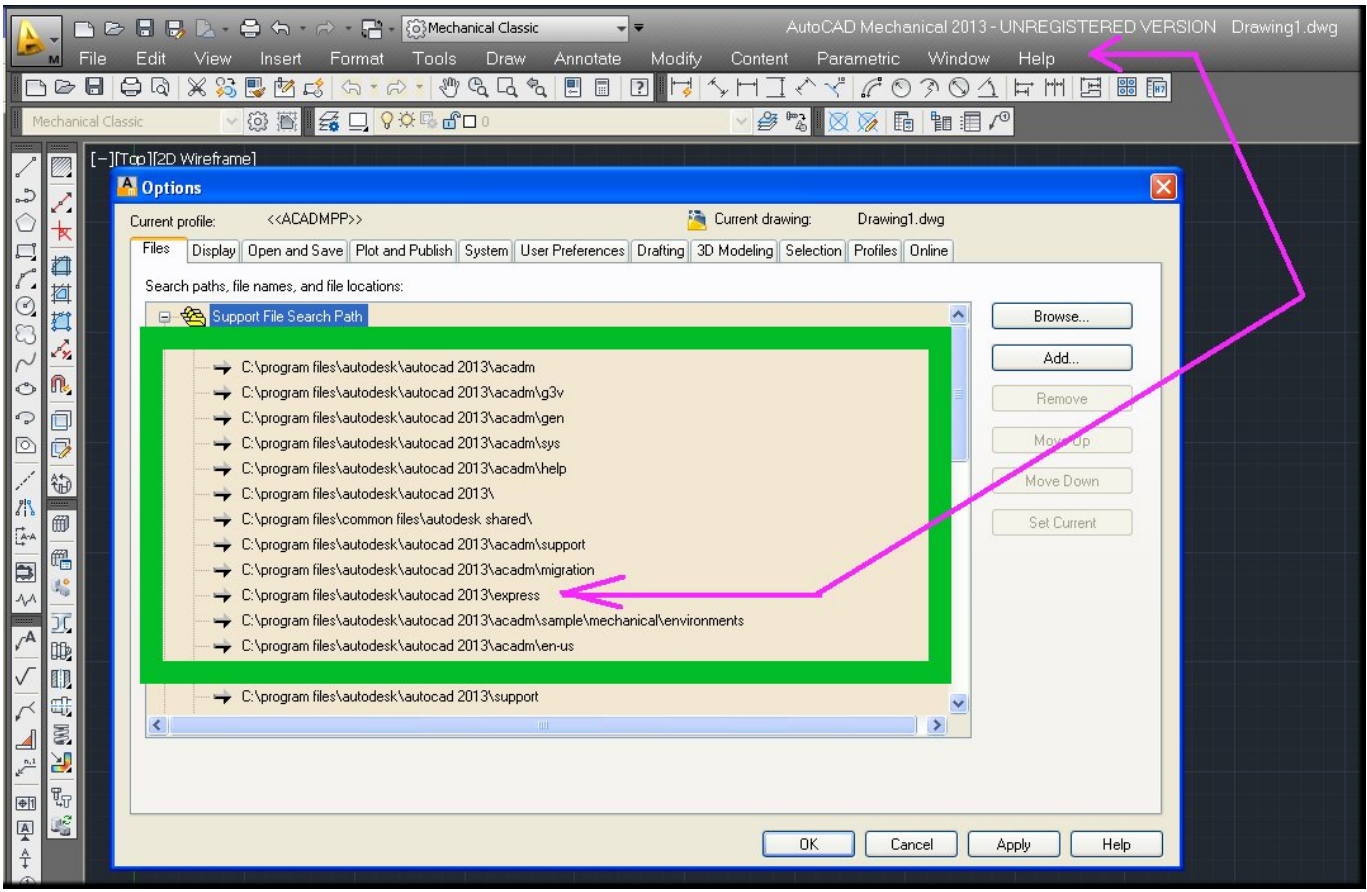 Mechanical Classic
AutoCAD Mechanical 2013 - UNREGISTERED VERSION Drawing1.dwg
M File Edit View Insert Format Tools Draw Annotate Modify Content Parametric Window Help
Mechanical Classic 0
[-][Top][2D Wireframe]
Options
Current profile: <<ACADMPP>> Current drawing: Drawing1.dwg
Files Display Open and Save Plot and Publish System User Preferences Drafting 3D Modeling Selection Profiles Online
Search paths, file names, and file locations:
Support File Search Path
C:\program files\autodesk\autocad 2013\acadm
C:\program files\autodesk\autocad 2013\acadm\g3v
C:\program files\autodesk\autocad 2013\acadm\gen
C:\program files\autodesk\autocad 2013\acadm\sys
C:\program files\autodesk\autocad 2013\acadm\help
C:\program files\autodesk\autocad 2013\
C:\program files\common files\autodesk shared\
C:\program files\autodesk\autocad 2013\acadm\support
C:\program files\autodesk\autocad 2013\acadm\migration
C:\program files\autodesk\autocad 2013\express
C:\program files\autodesk\autocad 2013\acadm\sample\mechanical\environments
C:\program files\autodesk\autocad 2013\acadm\en-us
C:\program files\autodesk\autocad 2013\support
Browse...
Add...
Remove
Move Up
Move Down
Set Current
OK Cancel Apply Help